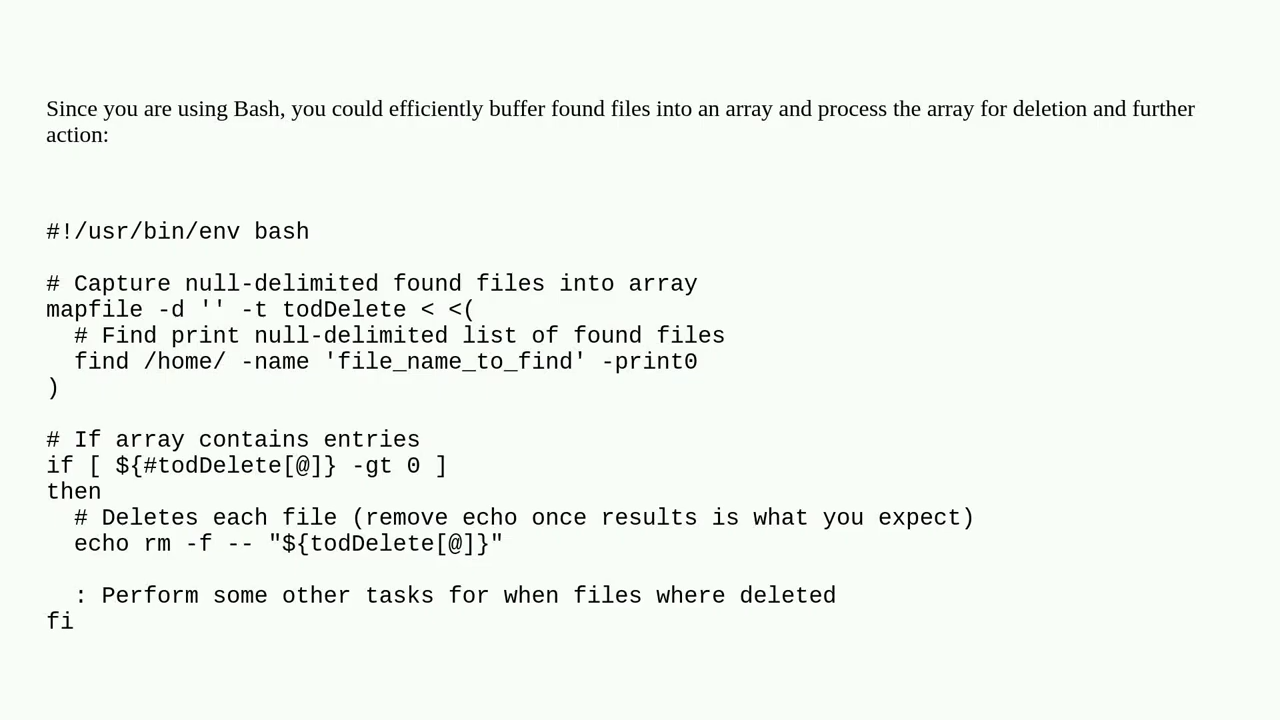 Since you are using Bash, you could efficiently buffer found files into an array and process the array for deletion and further
action:
#!/usr/bin/env bash
# Capture null-delimited found files into array
mapfile -d '' -t todDelete < <(
  # Find print null-delimited list of found files
  find /home/ -name 'file_name_to_find' -print0
)
# If array contains entries
if [ ${#todDelete[@]} -gt 0 ]
then
  # Deletes each file (remove echo once results is what you expect)
  echo rm -f -- "${todDelete[@]}"
  : Perform some other tasks for when files where deleted
fi